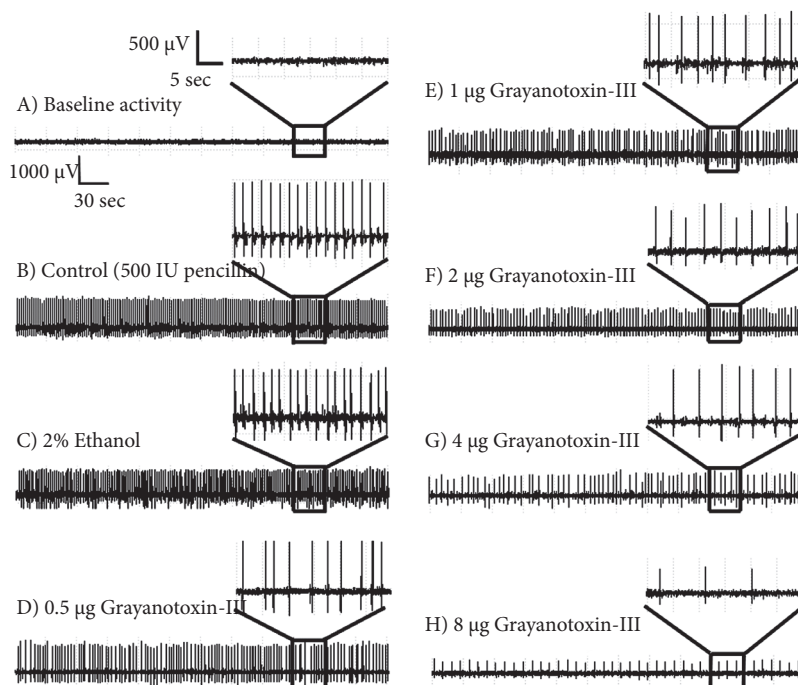 500 µV
5 sec
A) Baseline activity
1000 µV
30 sec
B) Control (500 IU pencillin)
C) 2% Ethanol
D) 0.5 µg Grayanotoxin-III
E) 1 µg Grayanotoxin-III
F) 2 µg Grayanotoxin-III
G) 4 µg Grayanotoxin-III
H) 8 µg Grayanotoxin-III